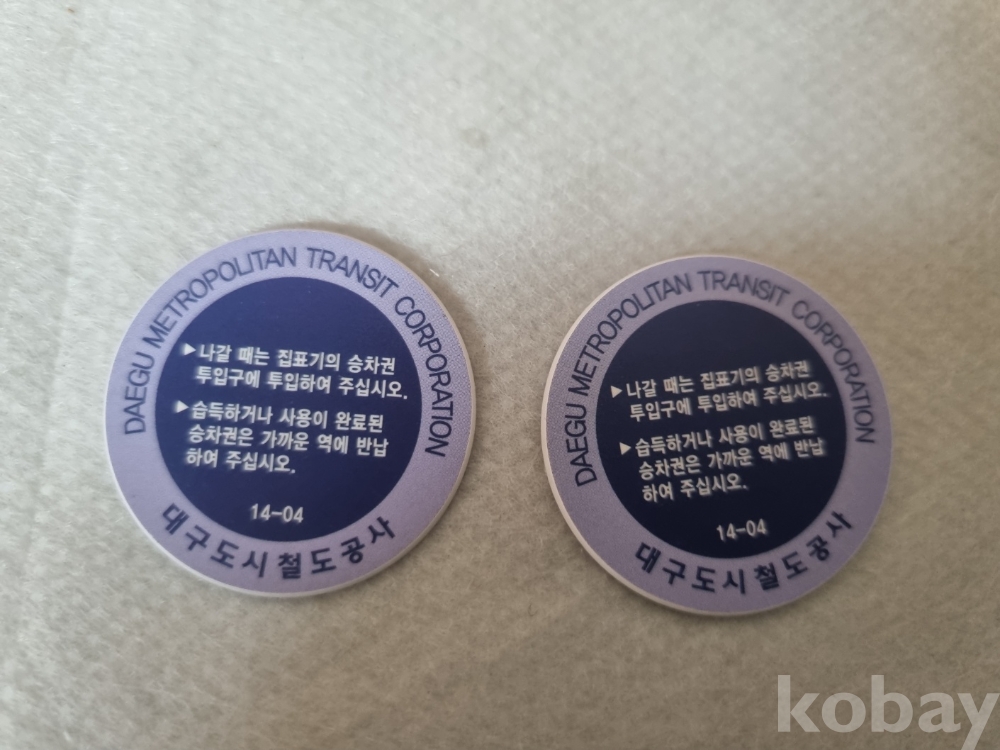 DAEGU METROPOLITAN TRANSIT CORPORATION
▶나갈 때는 집표기의 승차권
투입구에 투입하여 주십시오.
▶습득하거나 사용이 완료된
승차권은 가까운 역에 반납
하여 주십시오.
14-04
대구도시철도공사
DAEGU METROPOLITAN TRANSIT CORPORATION
▶나갈 때는 집표기의 승차권
투입구에 투입하여 주십시오.
▶습득하거나 사용이 완료된
승차권은 가까운 역에 반납
하여 주십시오.
14-04
대구도시철도공사
kobay